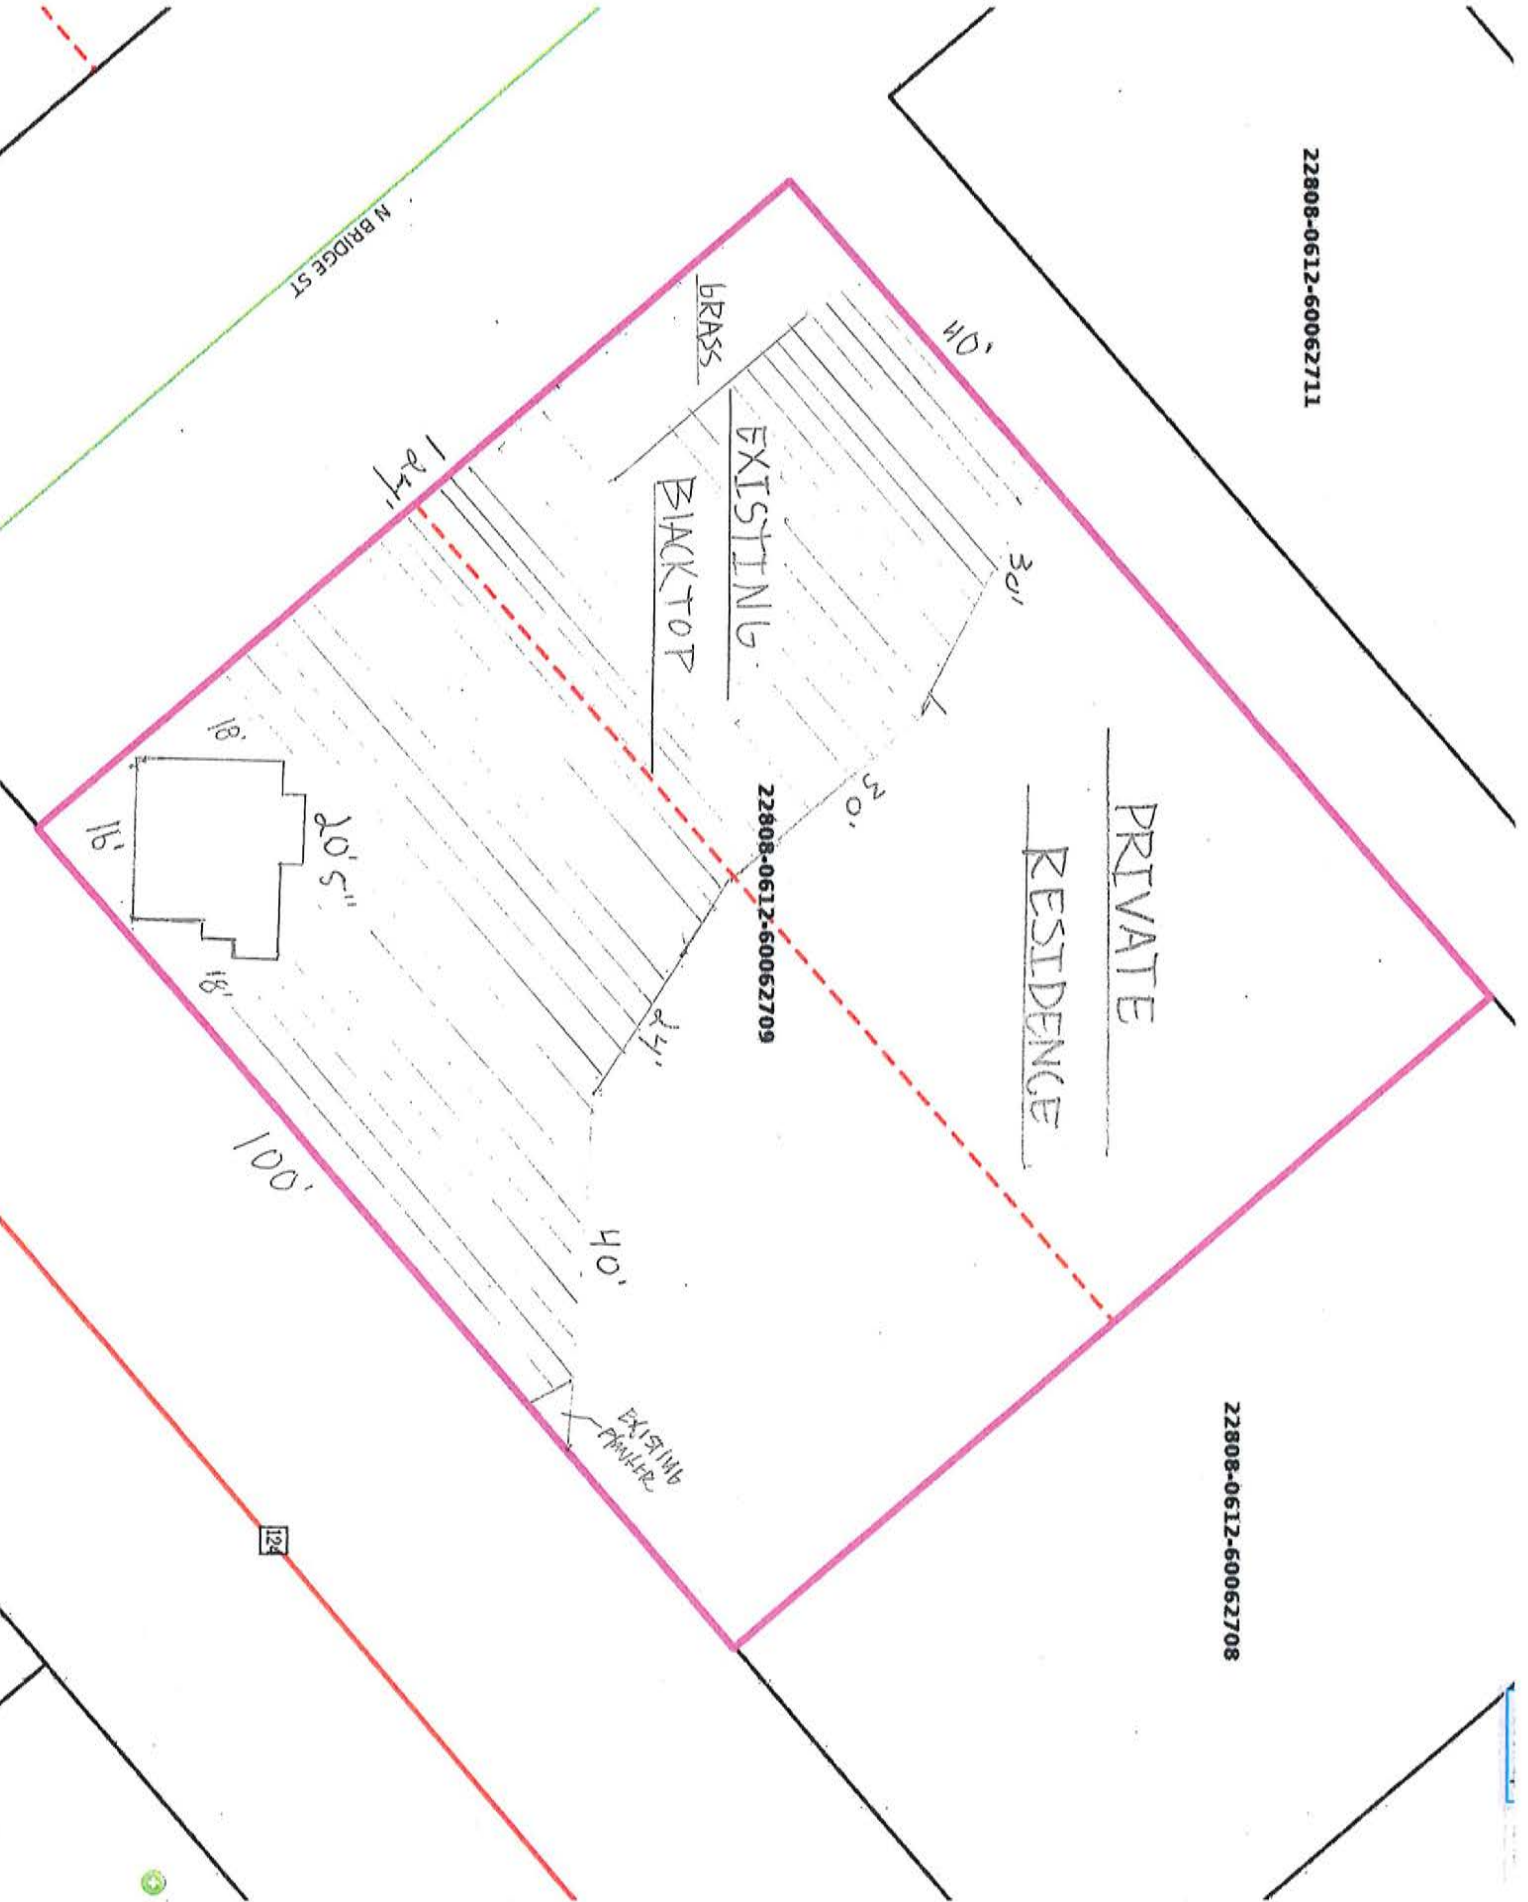 22808-0612-60062711
N BRIDGE ST
40'
GRASS
EXISTING
BLACKTOP
30'
PRIVATE
RESIDENCE
30'
22808-0612-60062709
24'
18'
20'5"
16'
18'
40'
100'
EXISTING
PLANTER
22808-0612-60062708
124